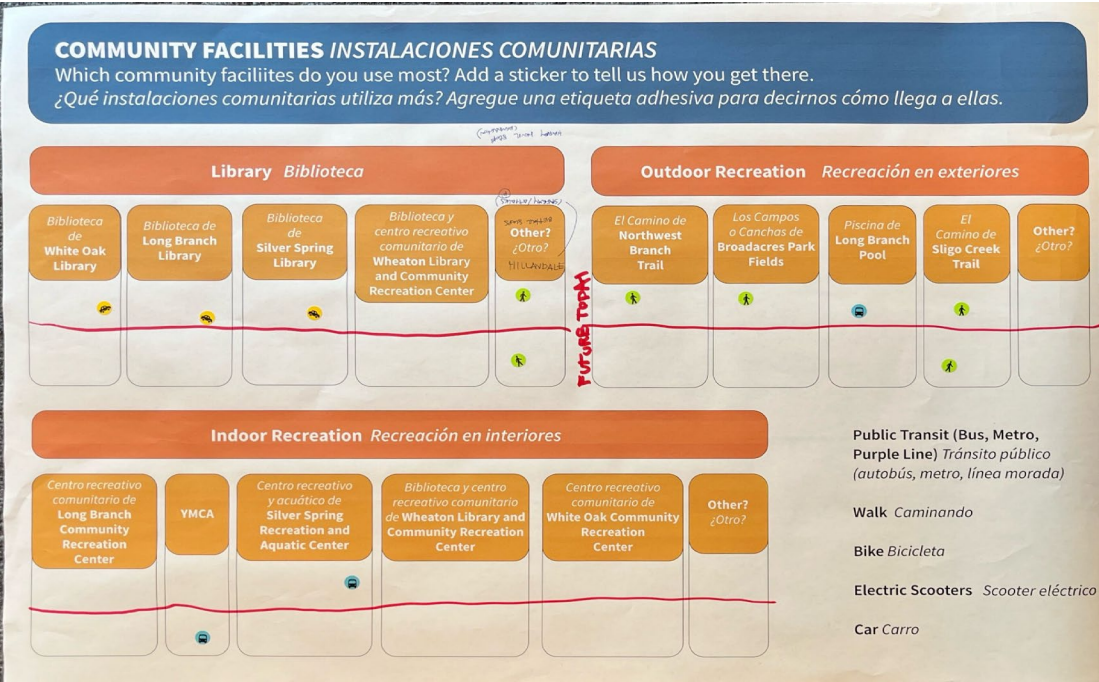 COMMUNITY FACILITIES INSTALACIONES COMUNITARIAS
Which community faciliites do you use most? Add a sticker to tell us how you get there.
¿Qué instalaciones comunitarias utiliza más? Agregue una etiqueta adhesiva para decirnos cómo llega a ellas.
Library Biblioteca
Biblioteca
de
White Oak
Library
Biblioteca de
Long Branch
Library
Biblioteca
de
Silver Spring
Library
Biblioteca y
centro recreativo
comunitario de
Wheaton Library
and Community
Recreation Center
Other?
¿Otro?
HILLANDALE
FUTURE TODAY
Outdoor Recreation Recreación en exteriores
El Camino de
Northwest
Branch
Trail
Los Campos
o Canchas de
Broadacres Park
Fields
Piscina de
Long Branch
Pool
El
Camino de
Sligo Creek
Trail
Other?
¿Otro?
Indoor Recreation Recreación en interiores
Centro recreativo
comunitario de
Long Branch
Community
Recreation
Center
YMCA
Centro recreativo
y acuático de
Silver Spring
Recreation and
Aquatic Center
Biblioteca y centro
recreativo comunitario
de Wheaton Library and
Community Recreation
Center
Centro recreativo
comunitario de
White Oak Community
Recreation
Center
Other?
¿Otro?
Public Transit (Bus, Metro,
Purple Line) Tránsito público
(autobús, metro, línea morada)
Walk Caminando
Bike Bicicleta
Electric Scooters Scooter eléctrico
Car Carro